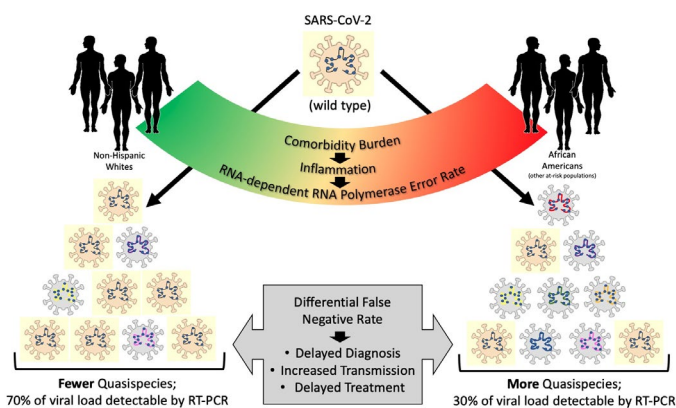 SARS-CoV-2
(wild type)
Non-Hispanic
Whites
Comorbidity Burden
Inflammation
RNA-dependent RNA Polymerase Error Rate
African
Americans
(other at-risk populations)
Differential False
Negative Rate
• Delayed Diagnosis
• Increased Transmission
• Delayed Treatment
Fewer Quasispecies;
70% of viral load detectable by RT-PCR
More Quasispecies;
30% of viral load detectable by RT-PCR